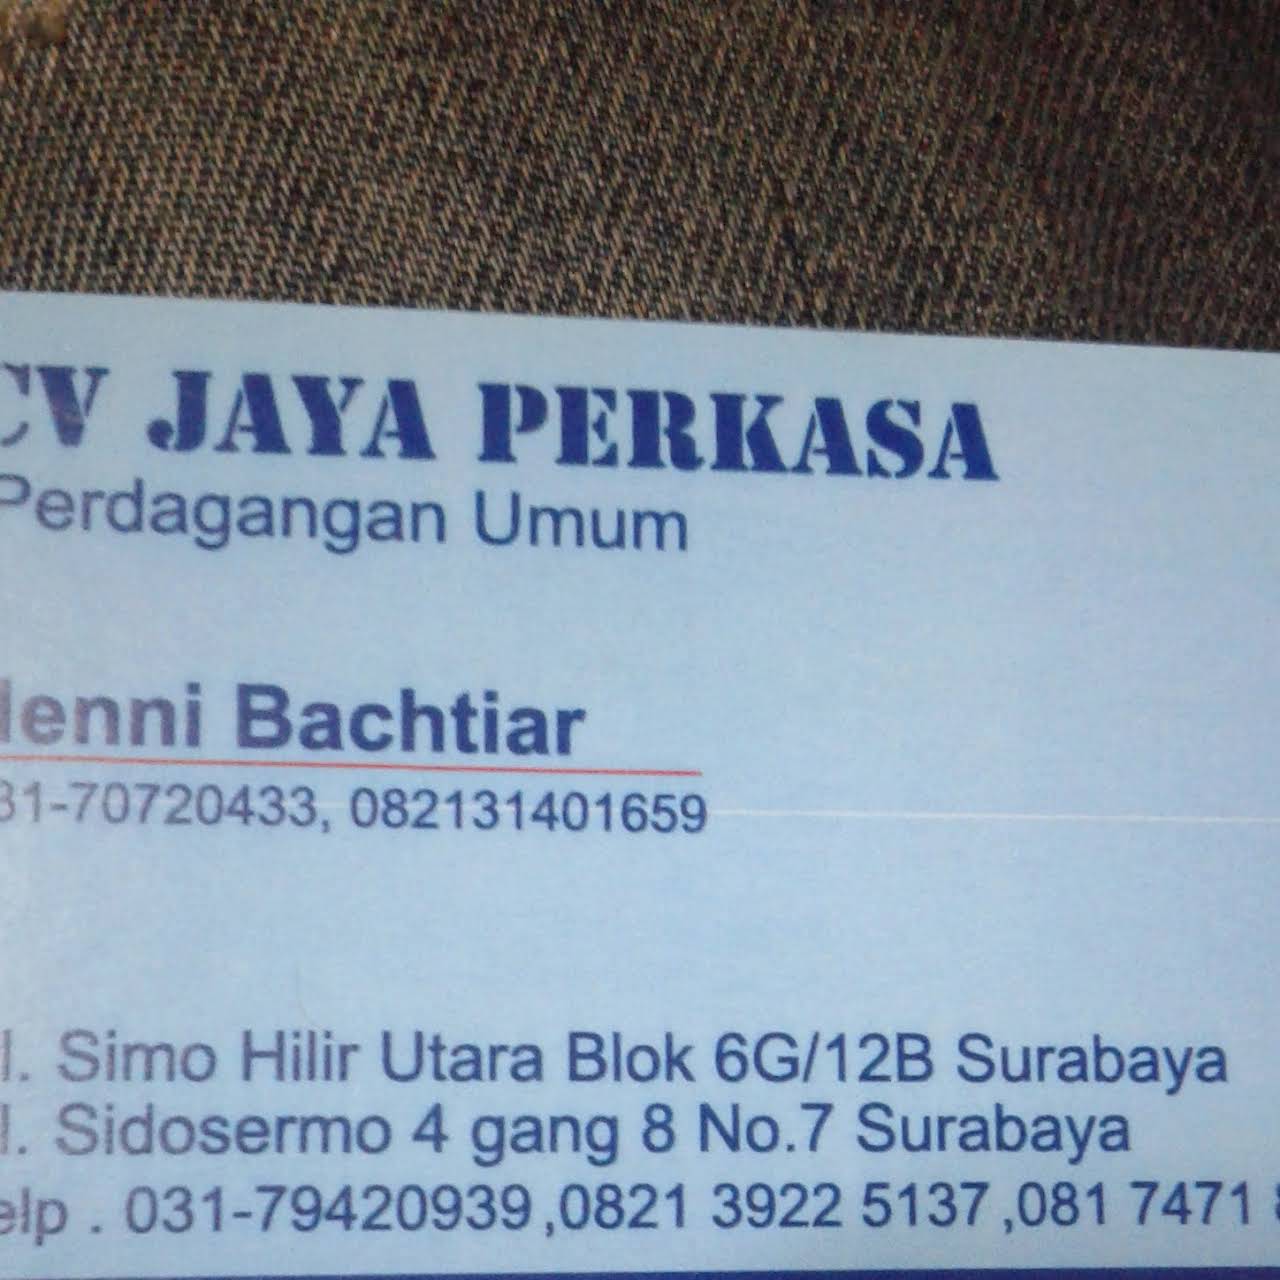 CV JAYA PERKASA
Perdagangan Umum
Bachtiar
31-70720433, 082131401659
Simo Hilir Utara Blok 6G/12B Surabaya
Sidosermo 4 gang 8 No.7 Surabaya
elp . 031-79420939 ,0821 3922 5137 ,081 7471